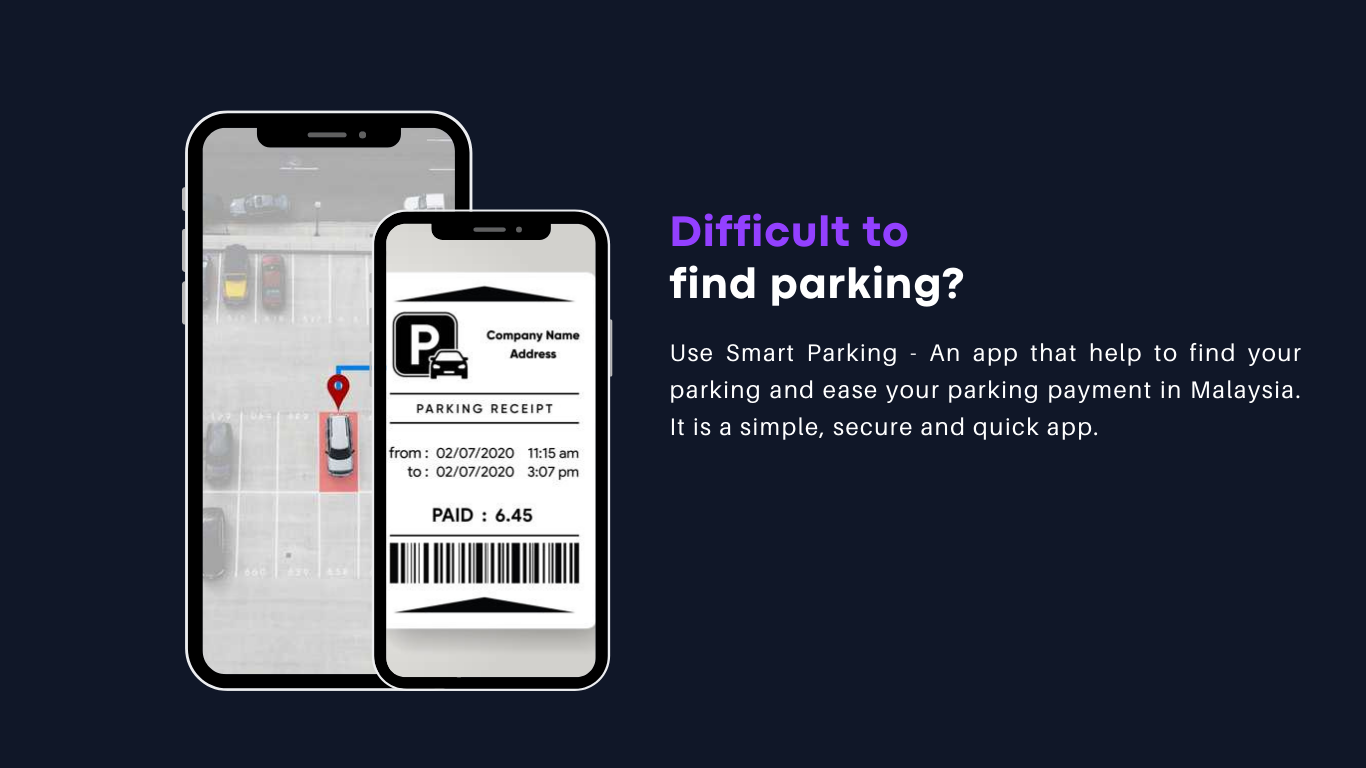 Difficult to
find parking?
Use Smart Parking - An app that help to find your
parking and ease your parking payment in Malaysia.
It is a simple, secure and quick app.
P
Company Name
Address
PARKING RECEIPT
from : 02/07/2020 11:15 am
to : 02/07/2020 3:07 pm
PAID : 6.45